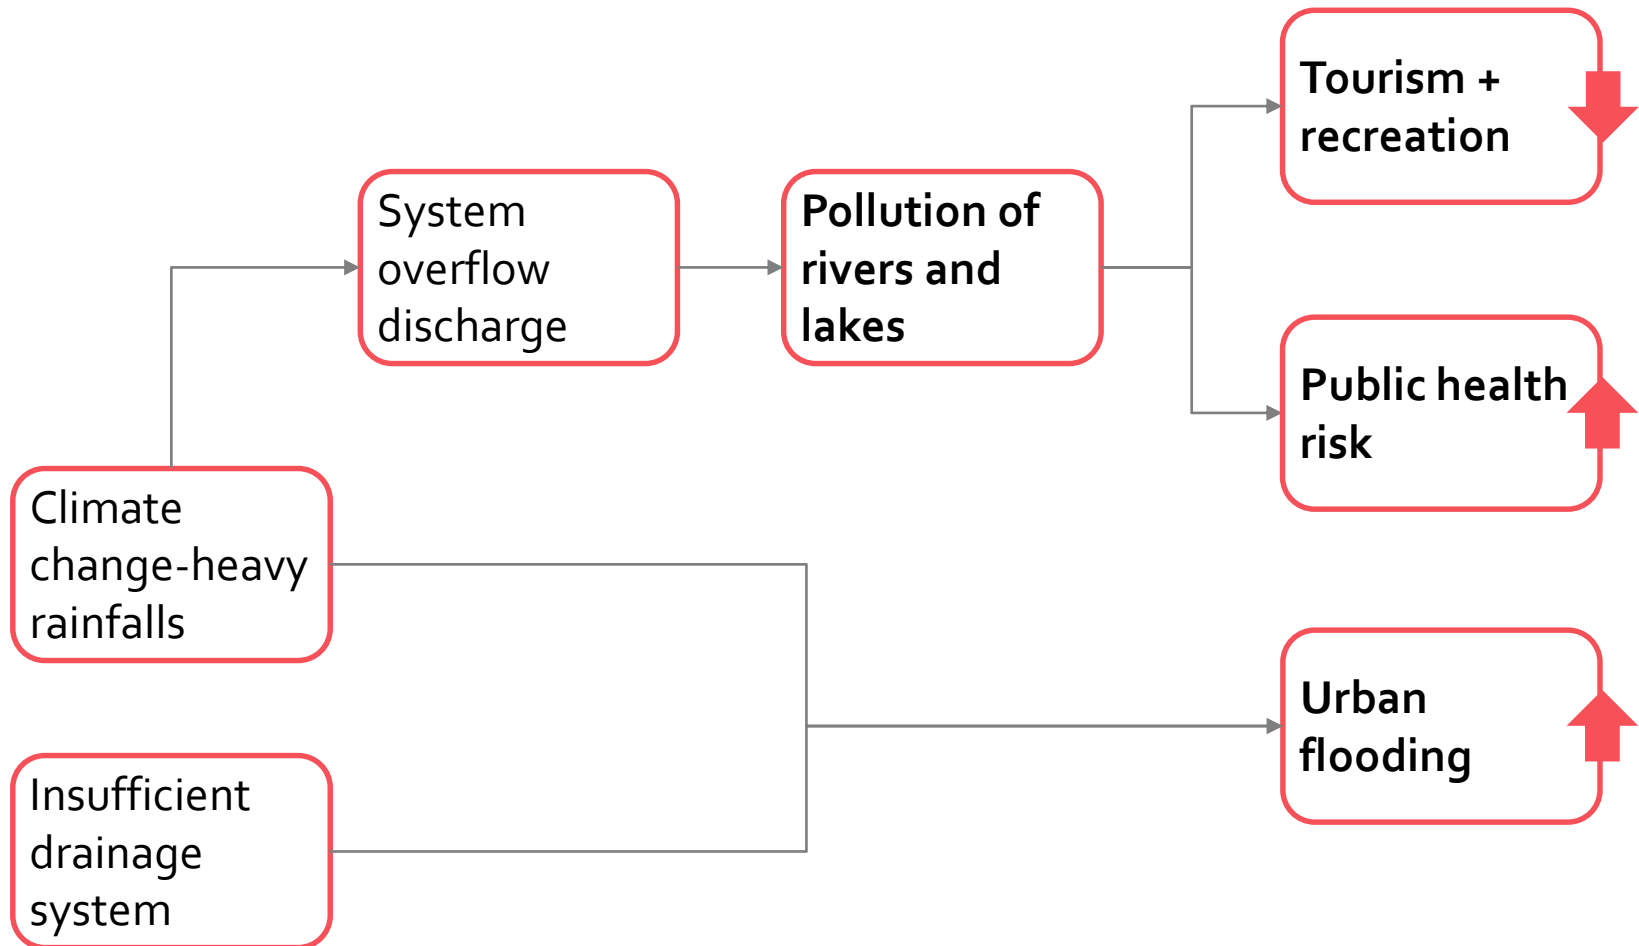 Tourism +
recreation
System
overflow
discharge
Pollution of
rivers and
lakes
Public health
risk
Climate
change-heavy
rainfalls
Urban
flooding
Insufficient
drainage
system